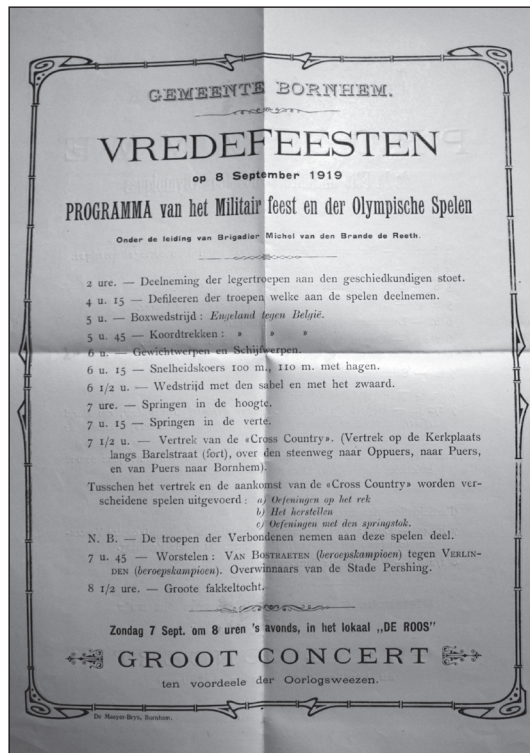 GEMEENTE BORNHEM.
VREDEFEESTEN
op 8 September 1919
PROGRAMMA van het Militair feest en der Olympische Spelen
Onder de leiding van Brigadier Michel van den Brande de Reeth.
2 ure. — Deelneming der legertroepen aan den geschiedkundigen stoet.
4 u. 15 — Defileeren der troepen welke aan de spelen deelnemen.
5 u. — Boxwedstrijd : Engeland tegen België.
5 u. 45 — Koordtrekken : » » »
6 u. — Gewichtwerpen en Schijfwerpen.
6 u. 15 — Snelheidskoers 100 m., 110 m. met hagen.
6 1/2 u. — Wedstrijd met den sabel en met het zwaard.
7 ure. — Springen in de hoogte.
7 u. 15 — Springen in de verte.
7 1/2 u. — Vertrek van de «Cross Country». (Vertrek op de Kerkplaats
langs Barelstraat (fort), over den steenweg naar Oppuers, naar Puers,
en van Puers naar Bornhem).
Tusschen het vertrek en de aankomst van de «Cross Country» worden ver-
scheidene spelen uitgevoerd : a) Oefeningen op het rek
b) Het herstellen
c) Oefeningen met den springstok.
N. B. — De troepen der Verbondenen nemen aan deze spelen deel.
7 u. 45 — Worstelen : VAN BOSTRAETEN (beroepskampioen) tegen VERLIN-
DEN (beroepskampioen). Overwinnaars van de Stade Pershing.
8 1/2 ure. — Groote fakkeltocht.
Zondag 7 Sept. om 8 uren 's avonds, in het lokaal „DE ROOS"
GROOT CONCERT
ten voordeele der Oorlogsweezen.
De Maeyer-Brys, Bornhem.